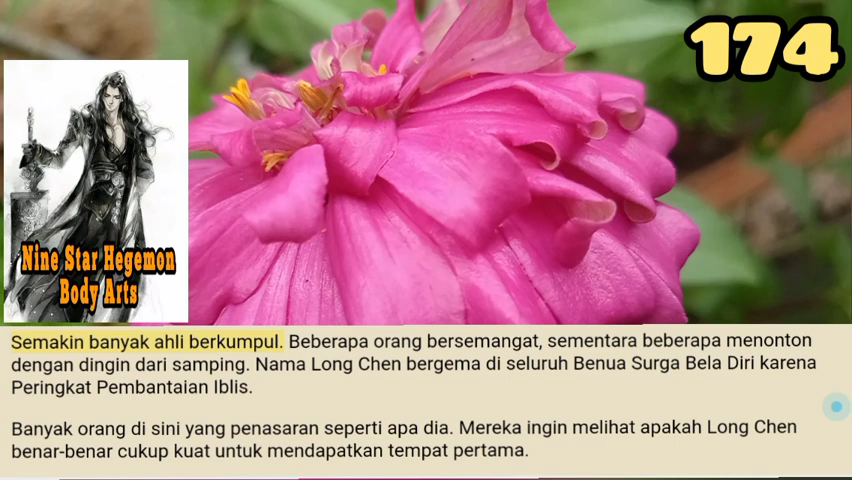 174
Nine Star Hegemon
Body Arts
Semakin banyak ahli berkumpul. Beberapa orang bersemangat, sementara beberapa menonton
dengan dingin dari samping. Nama Long Chen bergema di seluruh Benua Surga Bela Diri karena
Peringkat Pembantaian Iblis.
Banyak orang di sini yang penasaran seperti apa dia. Mereka ingin melihat apakah Long Chen
benar-benar cukup kuat untuk mendapatkan tempat pertama.